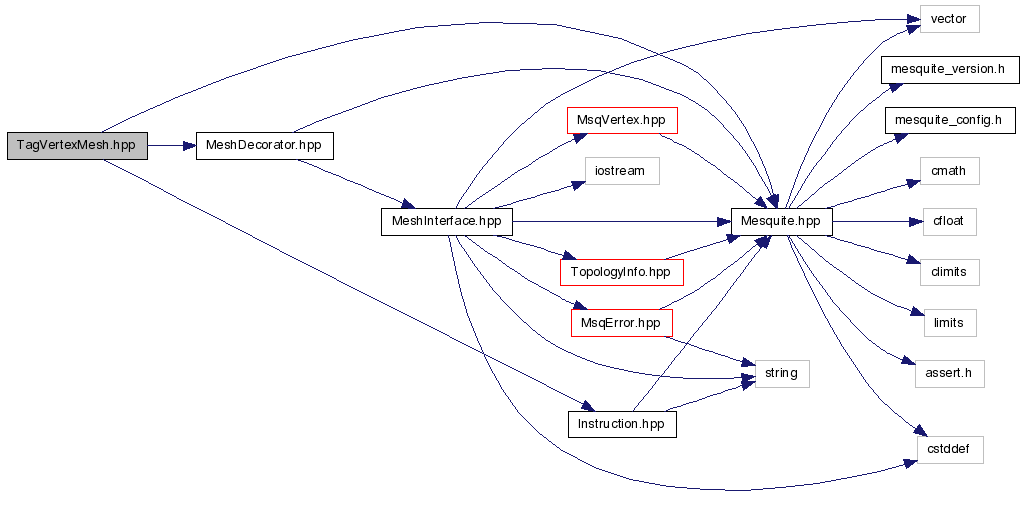 vector
mesquite_version.h
MsqVertex.hpp
mesquite_config.h
TagVertexMesh.hpp
MeshDecorator.hpp
iostream
cmath
MeshInterface.hpp
Mesquite.hpp
cfloat
TopologyInfo.hpp
climits
MsqError.hpp
limits
string
assert.h
Instruction.hpp
cstddef